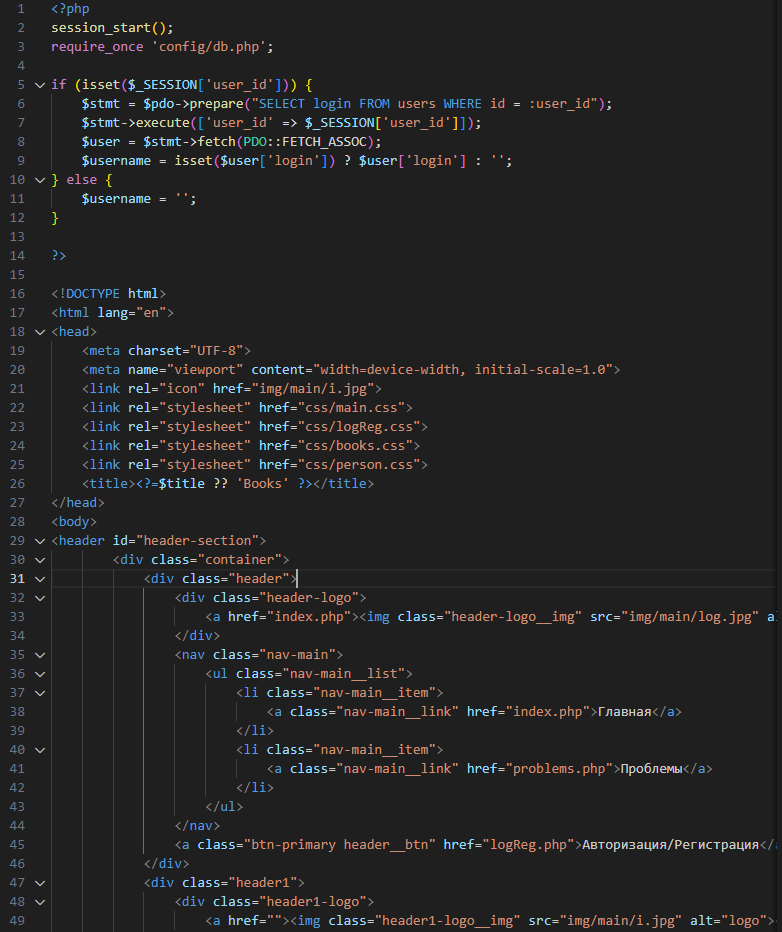 1 <?php
2 session_start();
3 require_once 'config/db.php';
4
5 if (isset($_SESSION['user_id'])) {
6     $stmt = $pdo->prepare("SELECT login FROM users WHERE id = :user_id");
7     $stmt->execute(['user_id' => $_SESSION['user_id']]);
8     $user = $stmt->fetch(PDO::FETCH_ASSOC);
9     $username = isset($user['login']) ? $user['login'] : '';
10 } else {
11     $username = '';
12 }
13
14 ?>
15
16 <!DOCTYPE html>
17 <html lang="en">
18 <head>
19     <meta charset="UTF-8">
20     <meta name="viewport" content="width=device-width, initial-scale=1.0">
21     <link rel="icon" href="img/main/i.jpg">
22     <link rel="stylesheet" href="css/main.css">
23     <link rel="stylesheet" href="css/logReg.css">
24     <link rel="stylesheet" href="css/books.css">
25     <link rel="stylesheet" href="css/person.css">
26     <title><?=$title ?? 'Books' ?></title>
27 </head>
28 <body>
29 <header id="header-section">
30         <div class="container">
31             <div class="header">
32                 <div class="header-logo">
33                     <a href="index.php"><img class="header-logo__img" src="img/main/log.jpg" a
34                 </div>
35                 <nav class="nav-main">
36                     <ul class="nav-main__list">
37                         <li class="nav-main__item">
38                             <a class="nav-main__link" href="index.php">Главная</a>
39                         </li>
40                         <li class="nav-main__item">
41                             <a class="nav-main__link" href="problems.php">Проблемы</a>
42                         </li>
43                     </ul>
44                 </nav>
45                 <a class="btn-primary header__btn" href="logReg.php">Авторизация/Регистрация</
46             </div>
47             <div class="header1">
48                 <div class="header1-logo">
49                     <a href=""><img class="header1-logo__img" src="img/main/i.jpg" alt="logo">